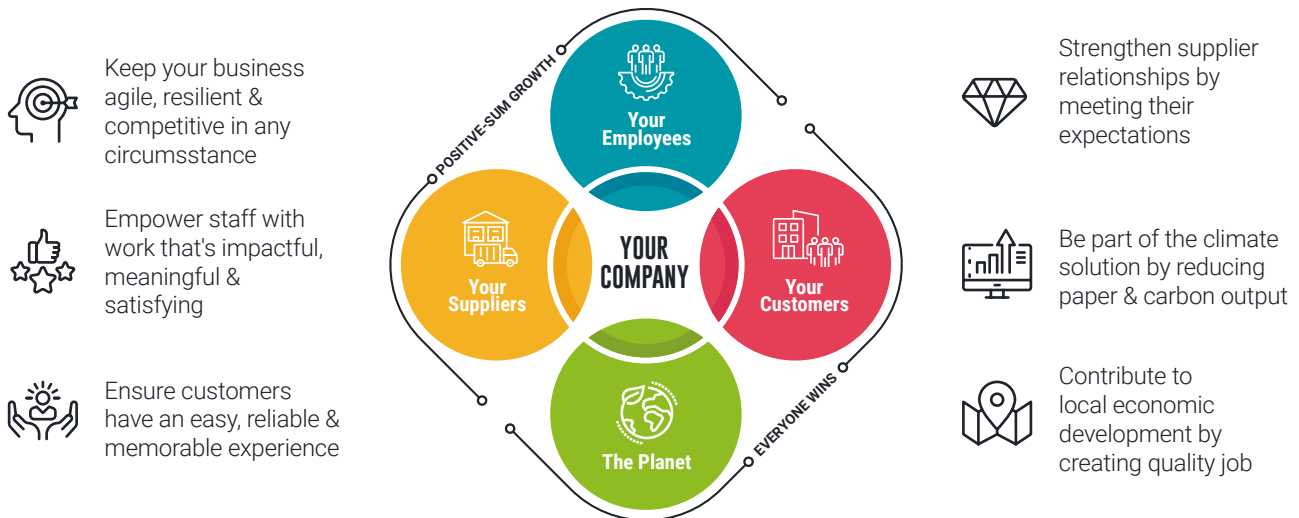 Keep your business
agile, resilient &
competitive in any
circumsstance
Empower staff with
work that's impactful,
meaningful &
satisfying
Ensure customers
have an easy, reliable &
memorable experience
POSITIVE-SUM GROWTH
Your
Employees
Your
Suppliers
YOUR
COMPANY
Your
Customers
The Planet
EVERYONE WINS
Strengthen supplier
relationships by
meeting their
expectations
Be part of the climate
solution by reducing
paper & carbon output
Contribute to
local economic
development by
creating quality job